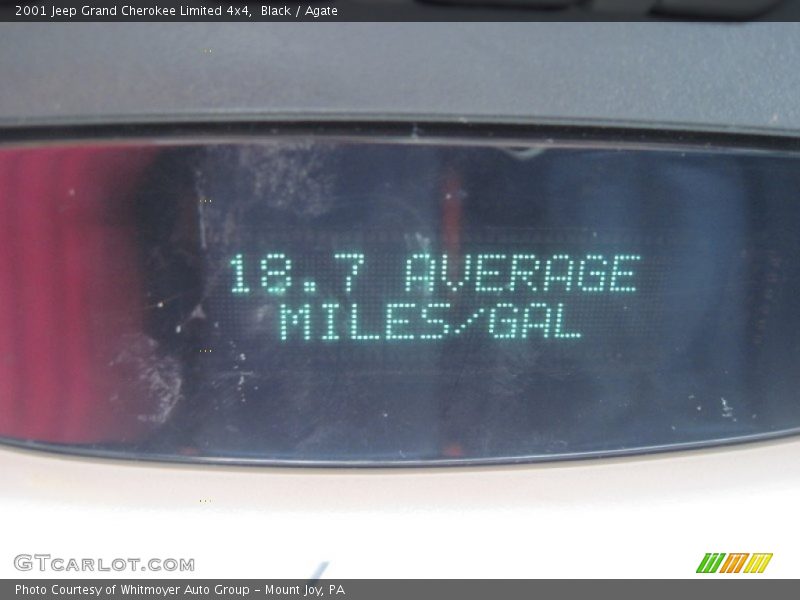 2001 Jeep Grand Cherokee Limited 4x4,  Black / Agate
18.7 AVERAGE
MILES/GAL
GTCARLOT.COM
Photo Courtesy of Whitmoyer Auto Group - Mount Joy, PA